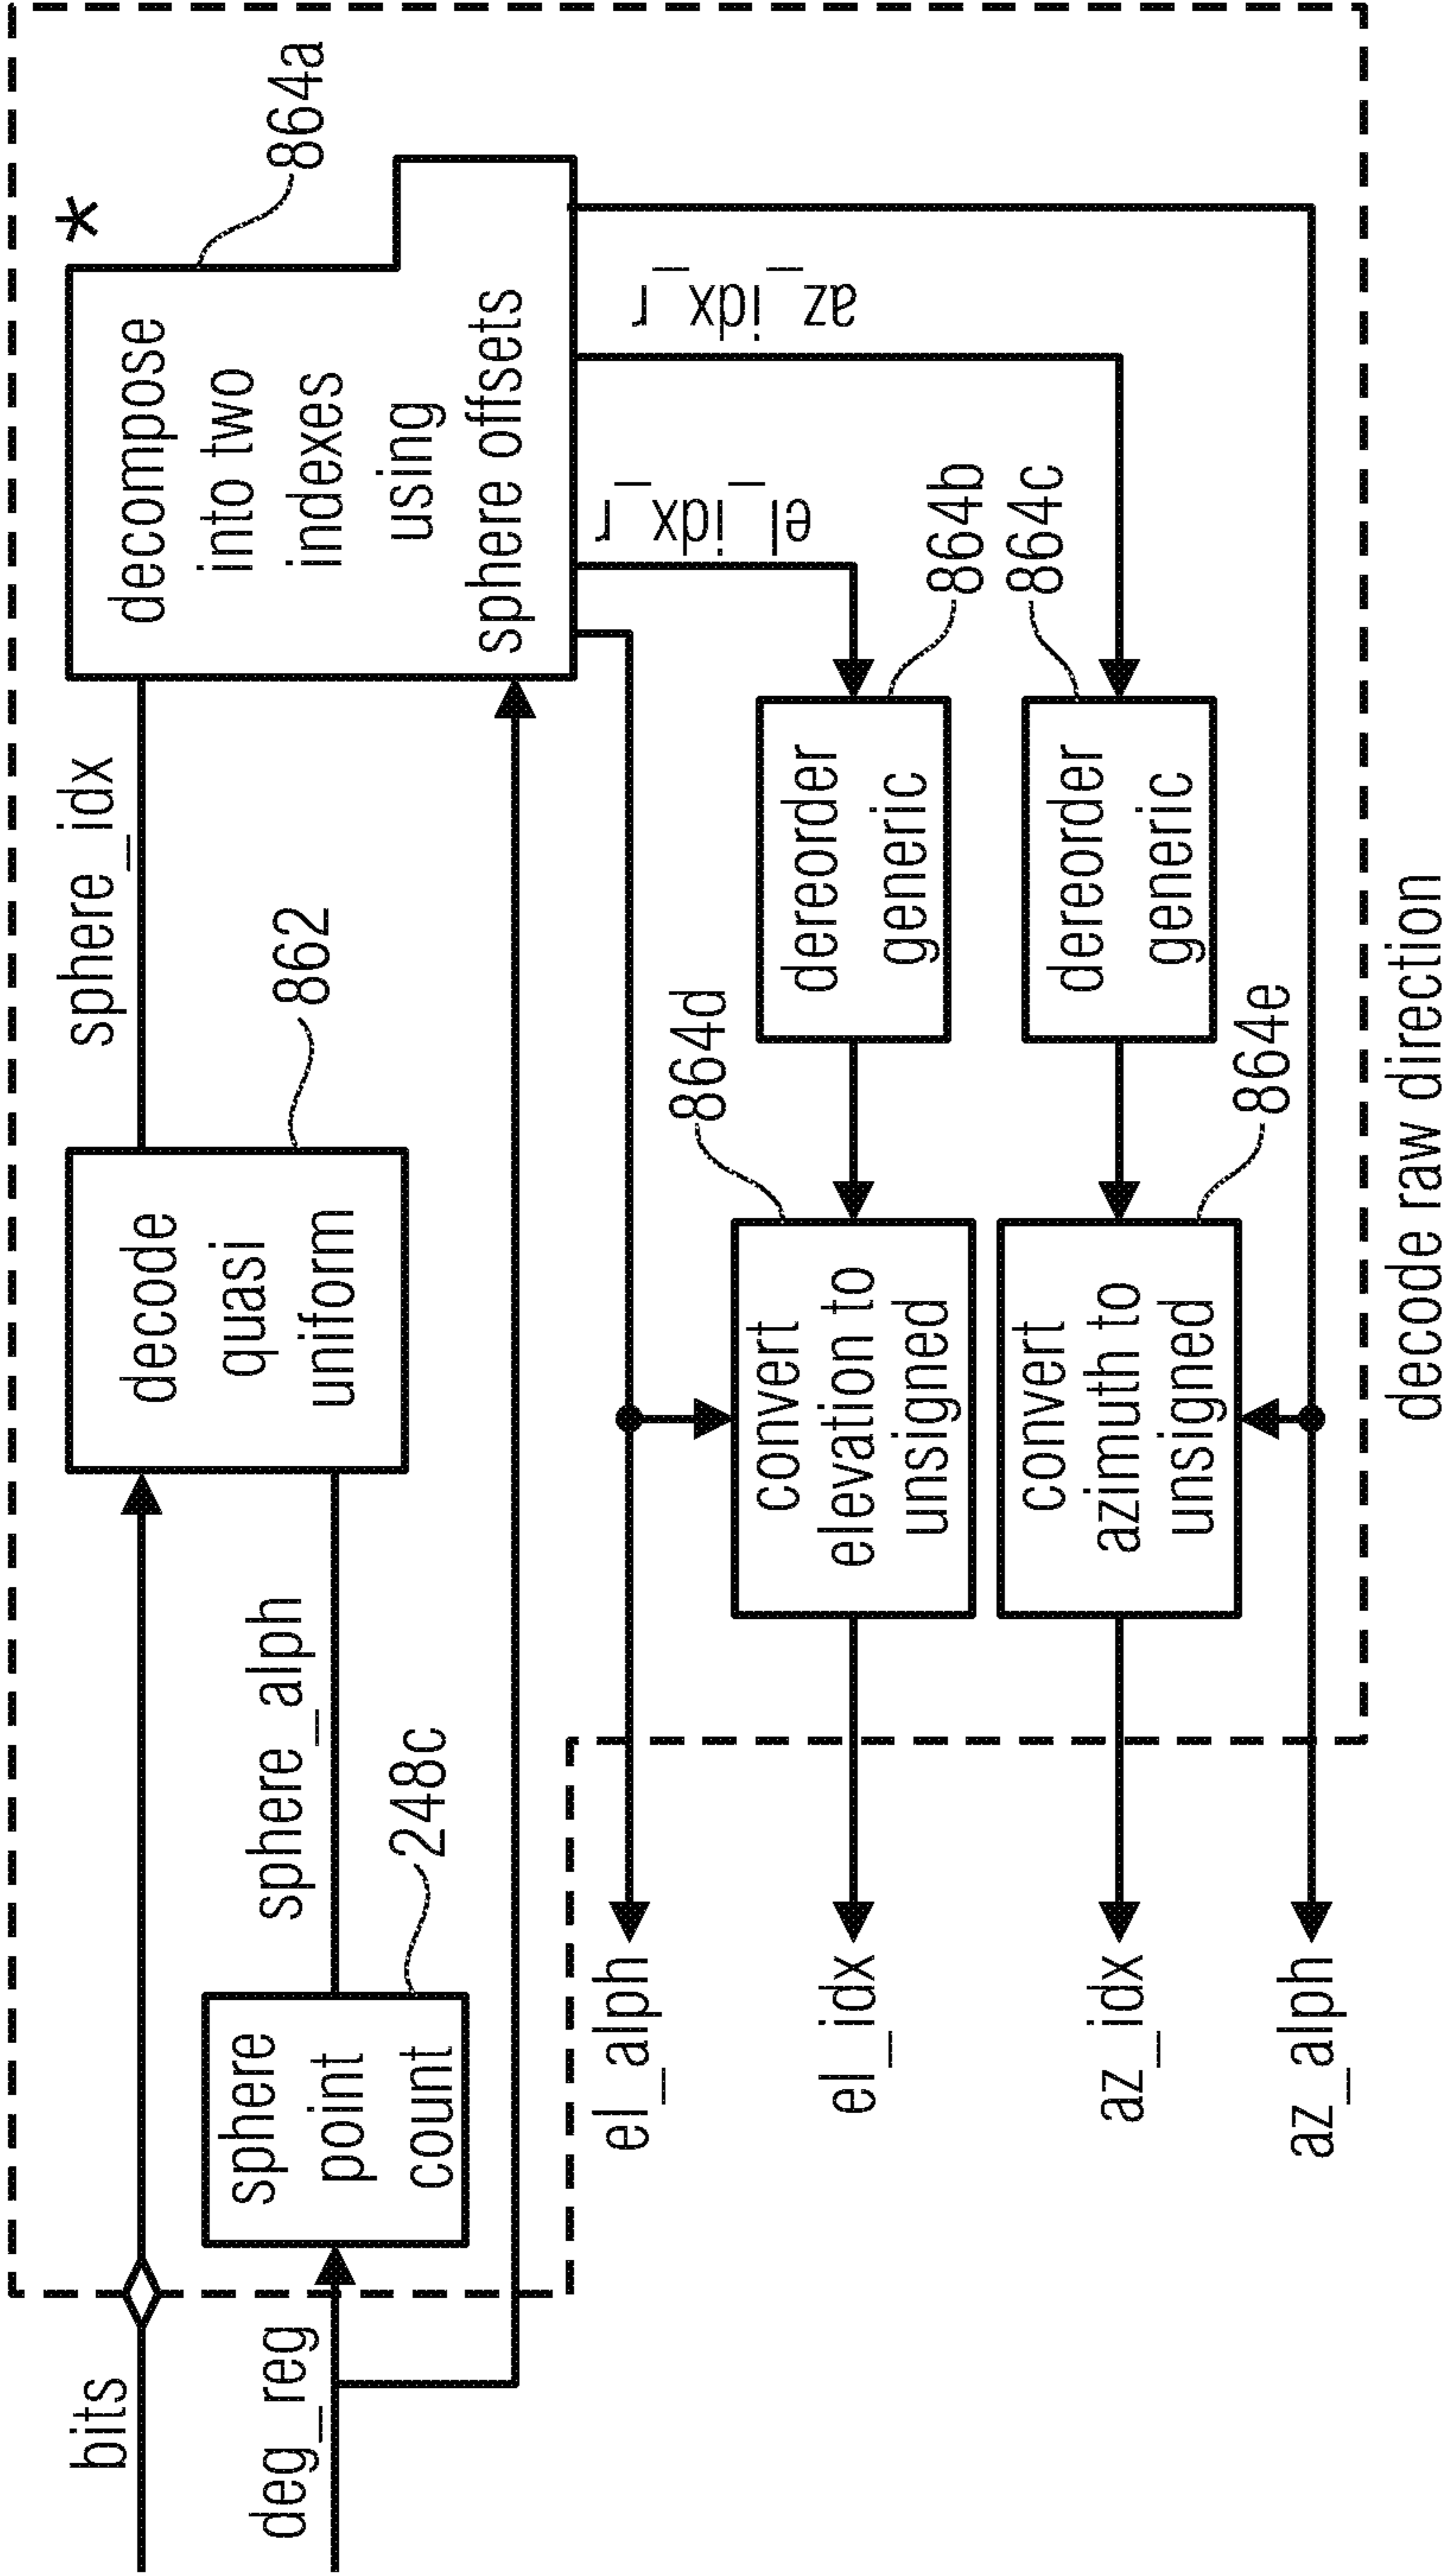 bits
deg_reg
sphere
point
count
248c
sphere_alph
decode
quasi
uniform
862
sphere_idx
decompose
into two
indexes
using
sphere offsets
*
864a
el_idx_r
az_idx_r
864b
864c
dereorder
generic
dereorder
generic
864d
864e
convert
elevation to
unsigned
convert
azimuth to
unsigned
el_alph
el_idx
az_idx
az_alph
decode raw direction